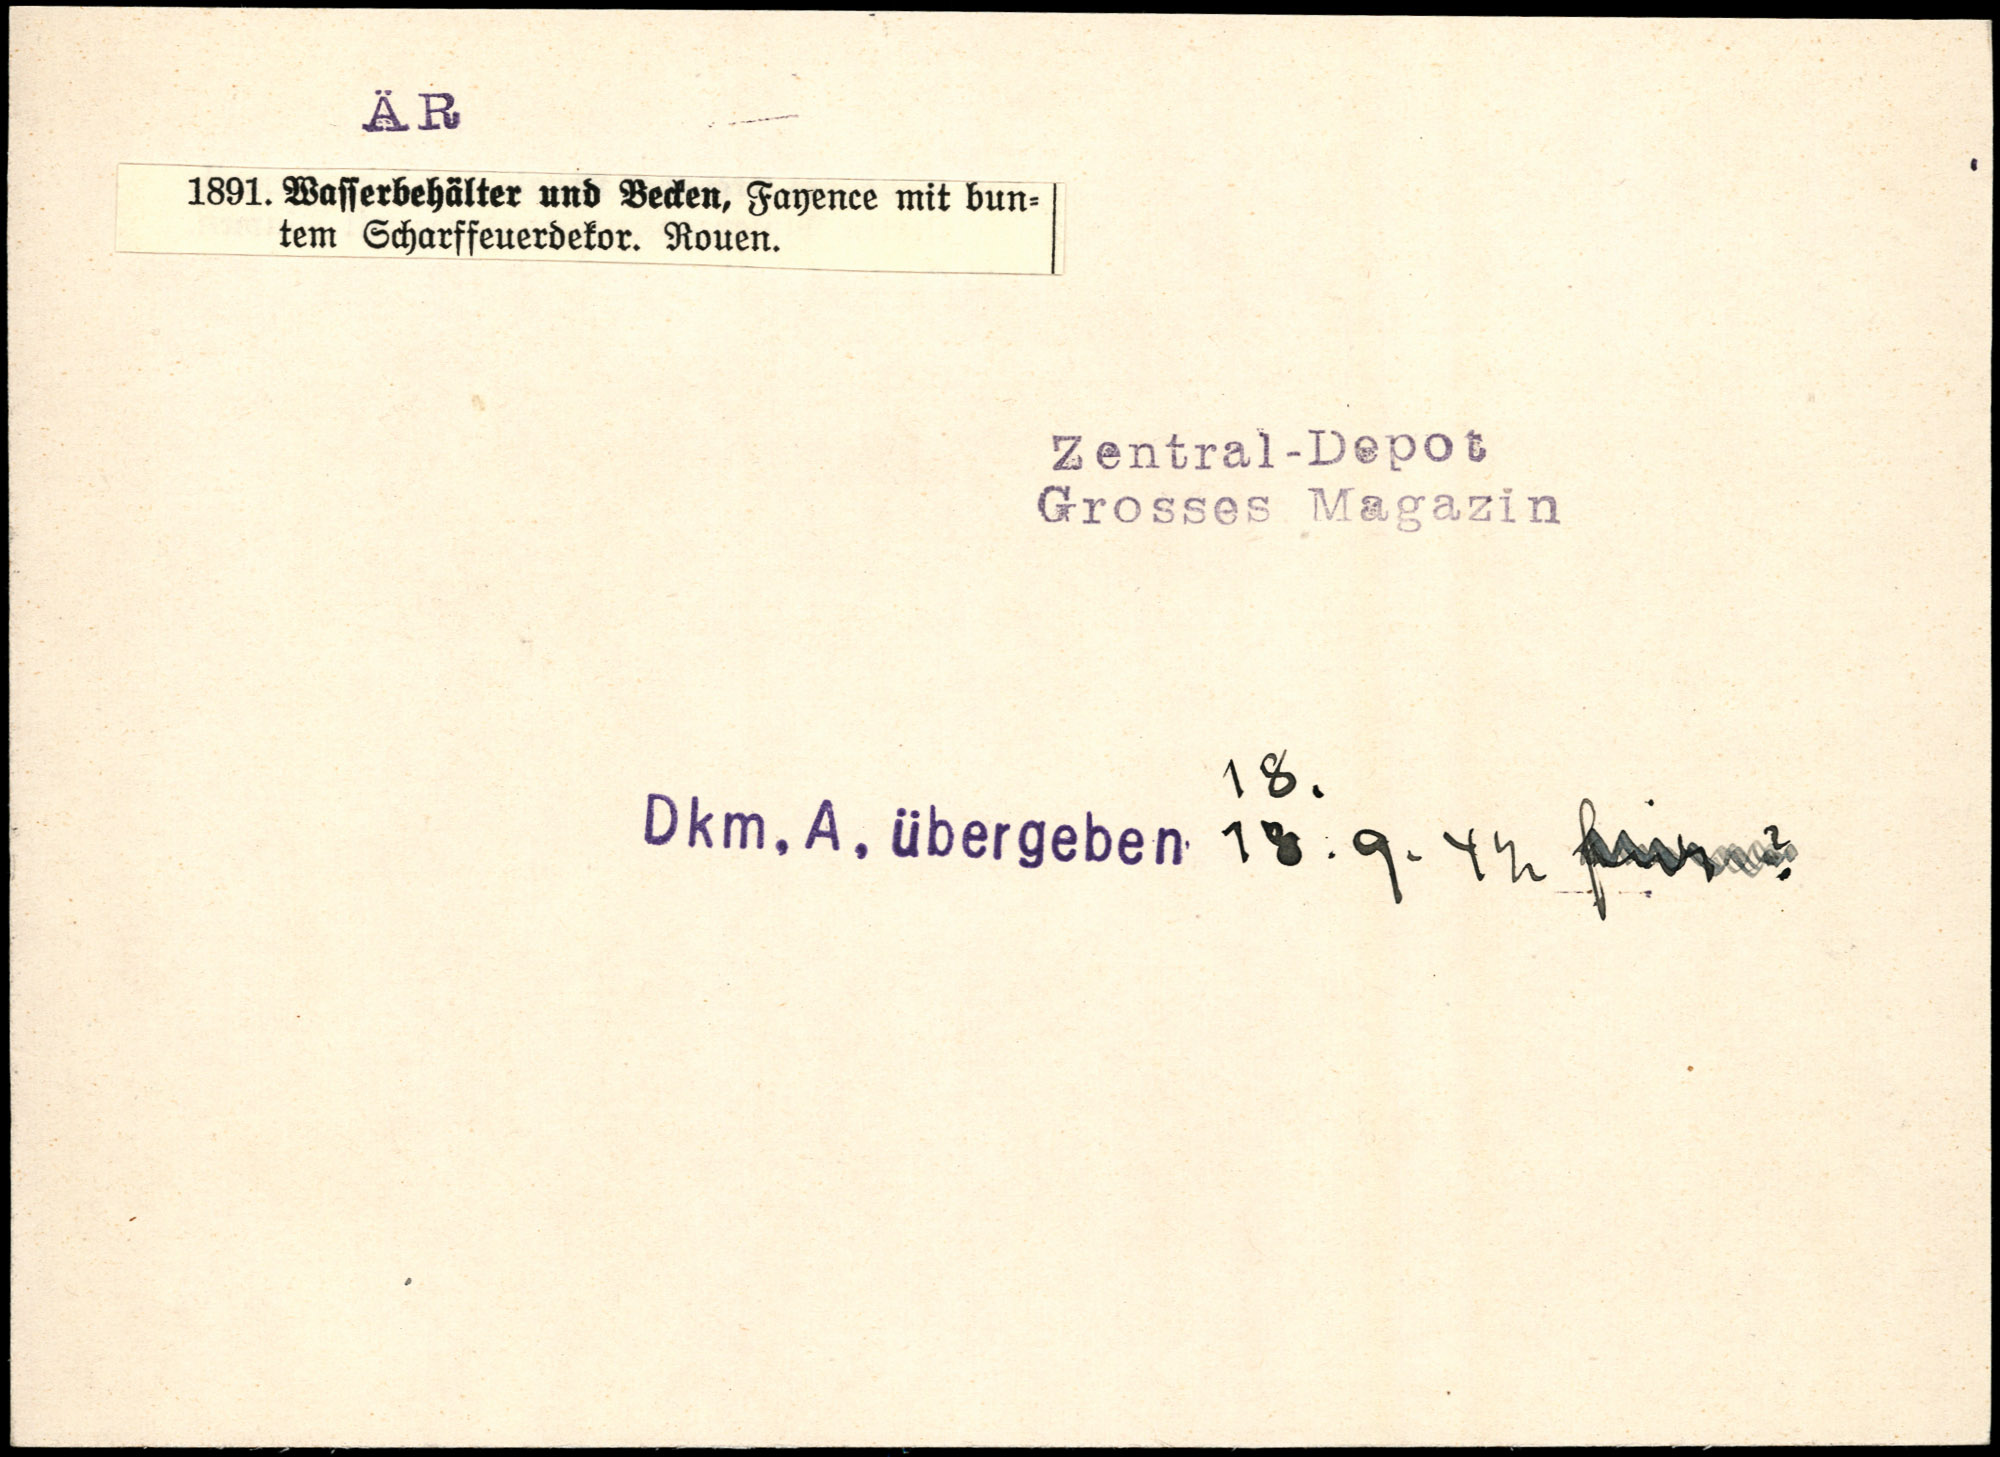 ÄR
1891. Wasserbehälter und Becken, Fayence mit bun-
tem Scharffeuerdekor. Rouen.
Zentral-Depot
Grosses Magazin
18.
Dkm. A. übergeben 18. 9. 42